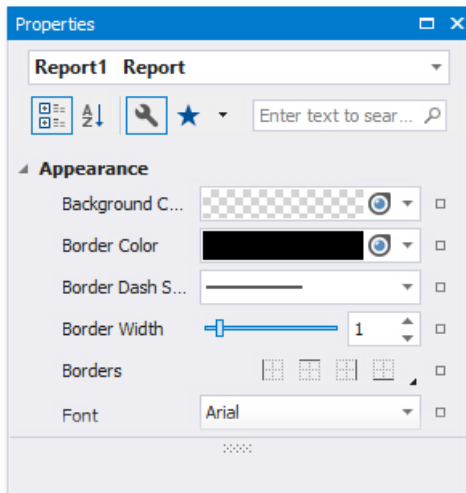 Properties
Report1 Report
A
Z
Enter text to sear...
Appearance
Background C...
Border Color
Border Dash S...
Border Width 1
Borders
Font Arial